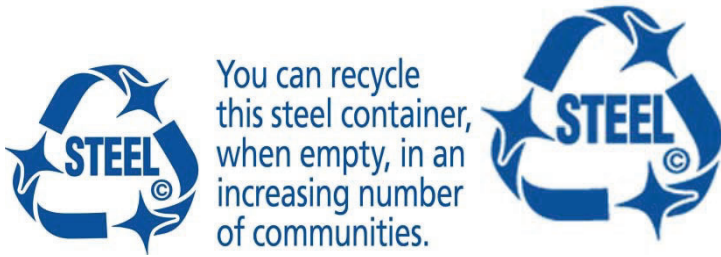 STEEL
©
You can recycle
this steel container,
when empty, in an
increasing number
of communities.
STEEL
©